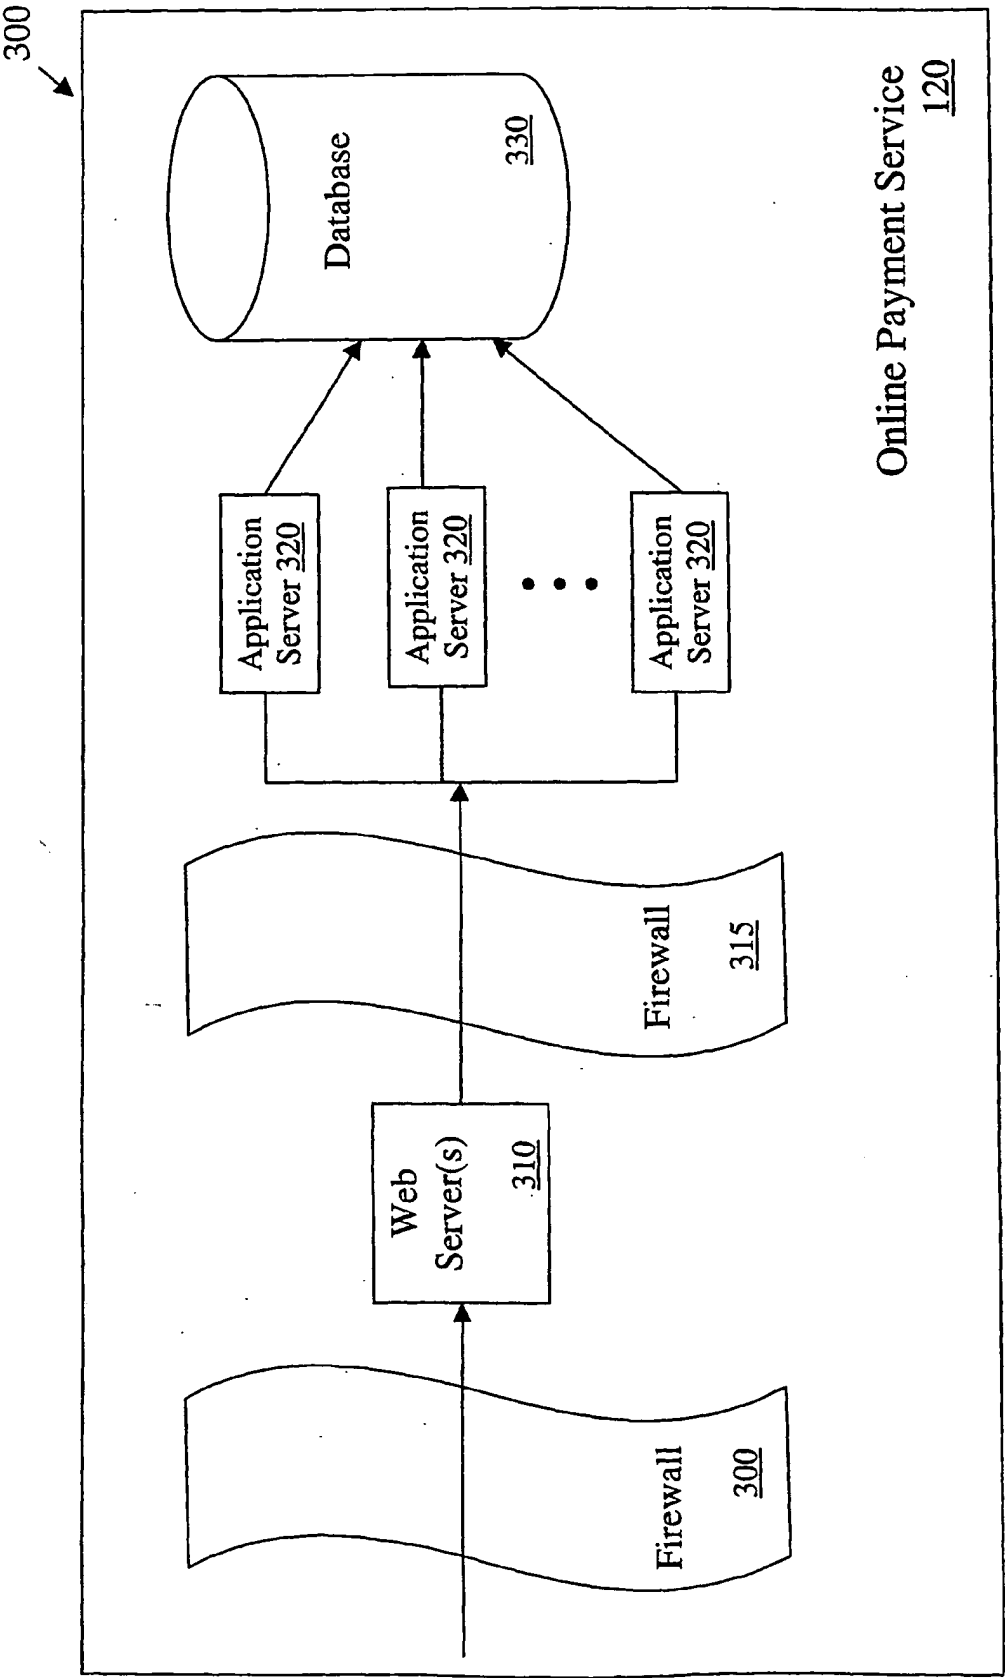 300
Firewall
300
Web
Server(s)
310
Firewall
315
Application
Server 320
Application
Server 320
Application
Server 320
Database
330
Online Payment Service
120